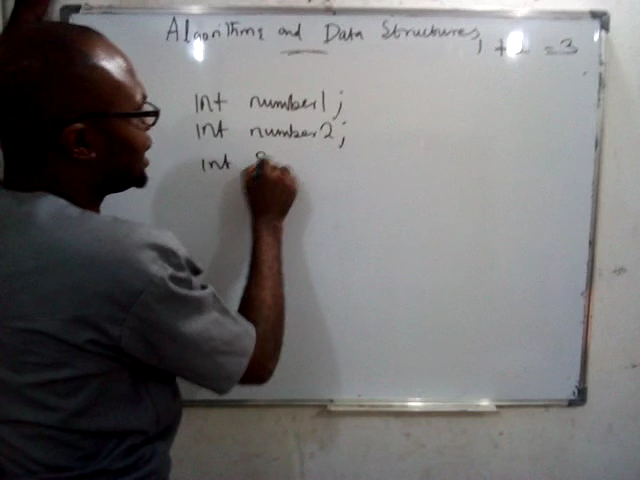 Algorithms and Data Structures
1 + 2 = 3
int number1;
int number2;
int